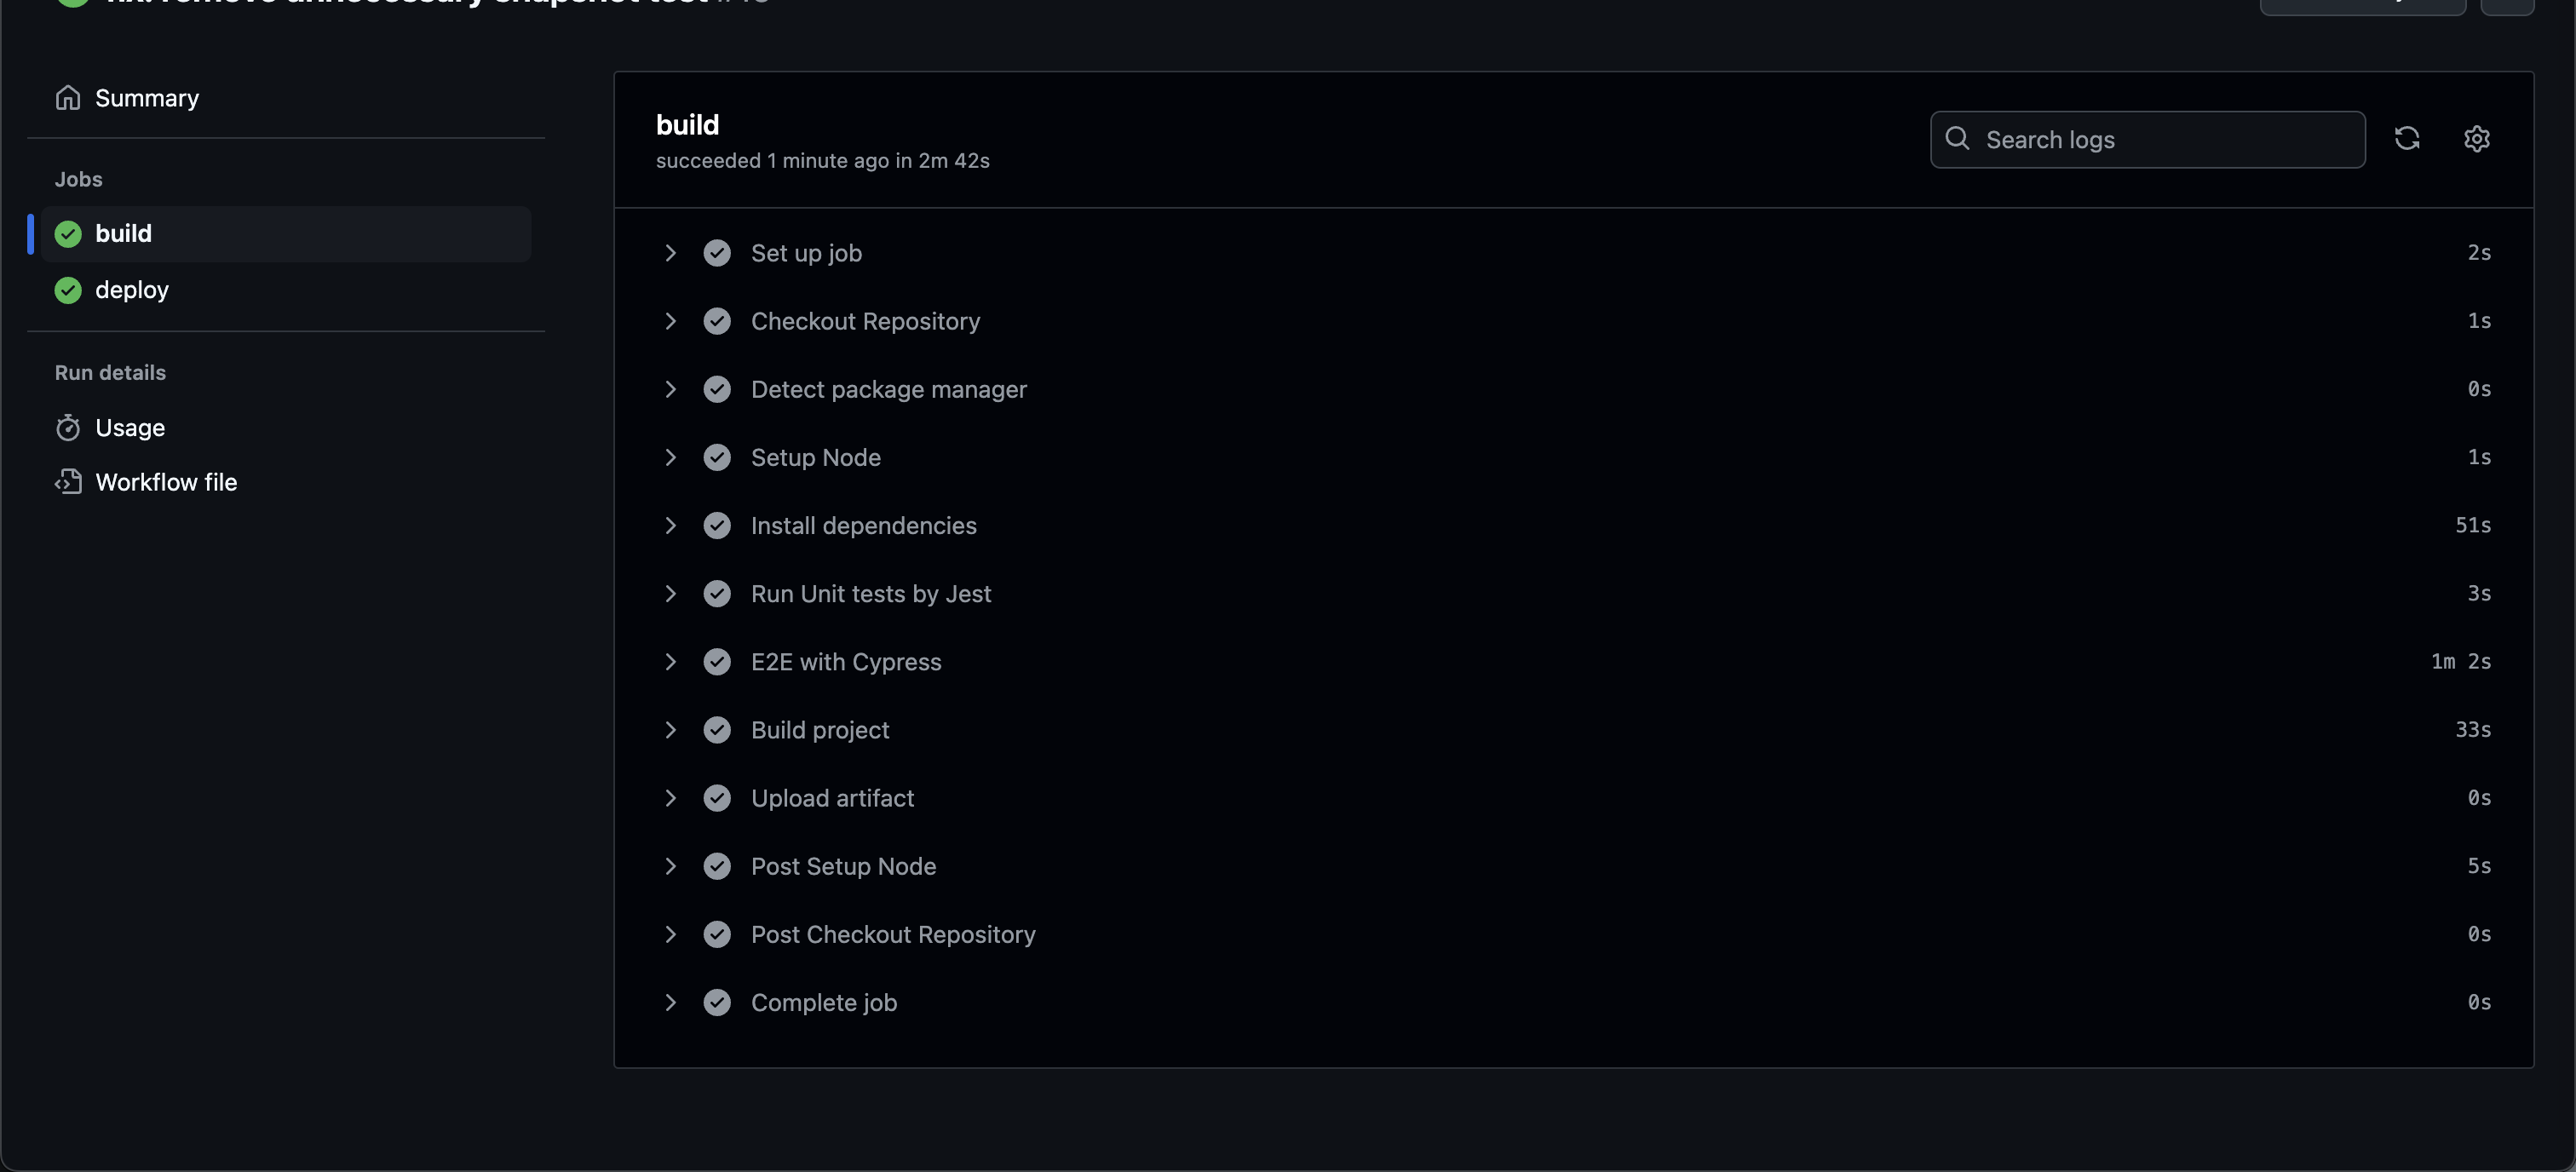 snapshot test
Summary
Jobs
build
deploy
Run details
Usage
Workflow file
build
succeeded 1 minute ago in 2m 42s
Search logs
Set up job 2s
Checkout Repository 1s
Detect package manager 0s
Setup Node 1s
Install dependencies 51s
Run Unit tests by Jest 3s
E2E with Cypress 1m 2s
Build project 33s
Upload artifact 0s
Post Setup Node 5s
Post Checkout Repository 0s
Complete job 0s